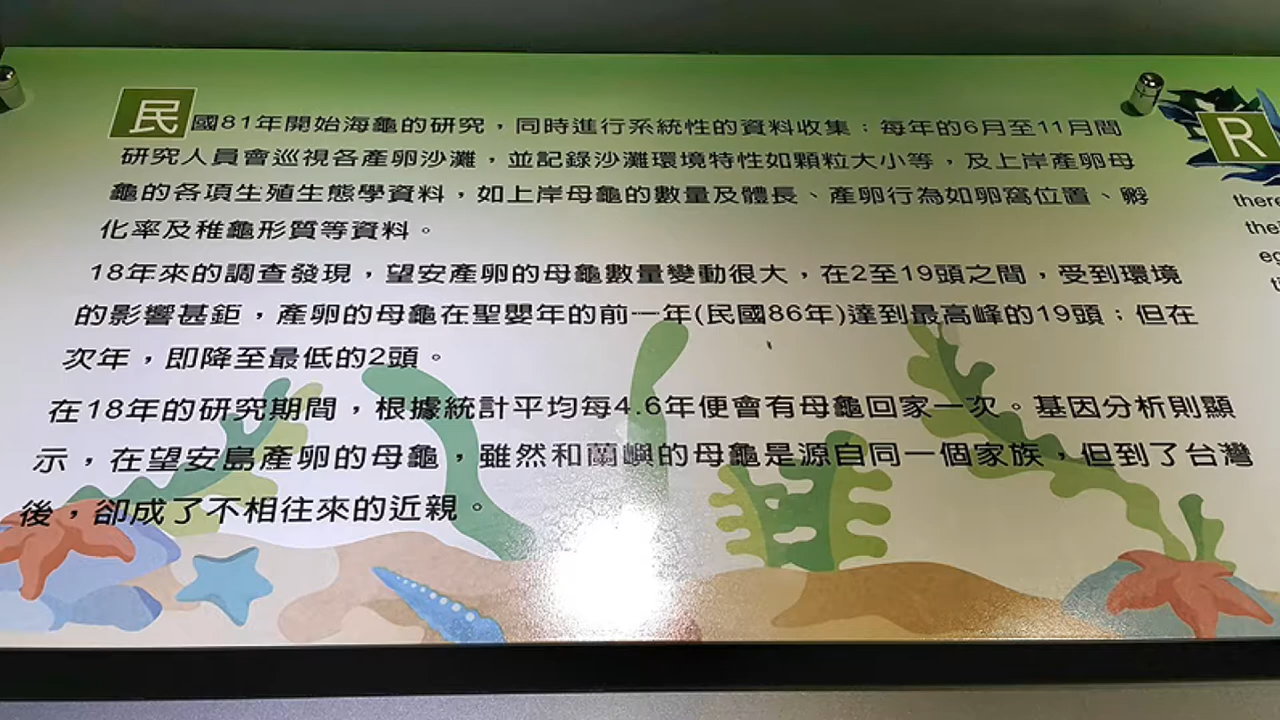 民國81年開始海龜的研究，同時進行系統性的資料收集：每年的6月至11月間
研究人員會巡視各產卵沙灘，並記錄沙灘環境特性如顆粒大小等，及上岸產卵母
龜的各項生殖生態學資料，如上岸母龜的數量及體長、產卵行為如卵窩位置、孵
化率及稚龜形質等資料。
18年來的調查發現，望安產卵的母龜數量變動很大，在2至19頭之間，受到環境
的影響甚鉅，產卵的母龜在聖嬰年的前一年(民國86年)達到最高峰的19頭；但在
次年，即降至最低的2頭。
在18年的研究期間，根據統計平均每4.6年便會有母龜回家一次。基因分析則顯
示，在望安島產卵的母龜，雖然和蘭嶼的母龜是源自同一個家族，但到了台灣
後，卻成了不相往來的近親。
R
there